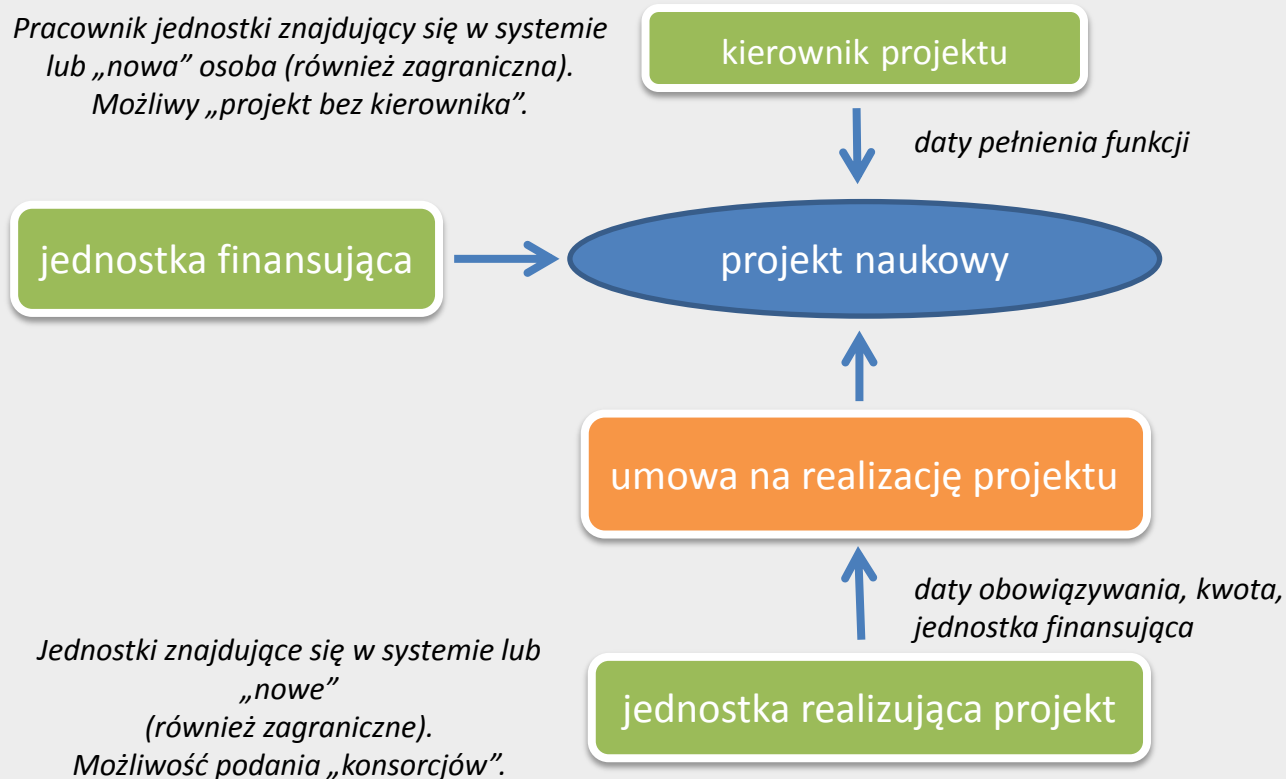 Pracownik jednostki znajdujący się w systemie
lub „nowa” osoba (również zagraniczna).
Możliwy „projekt bez kierownika”.
kierownik projektu
daty pełnienia funkcji
jednostka finansująca
projekt naukowy
umowa na realizację projektu
daty obowiązywania, kwota,
jednostka finansująca
Jednostki znajdujące się w systemie lub
„nowe”
(również zagraniczne).
Możliwość podania „konsorcjów”.
jednostka realizująca projekt